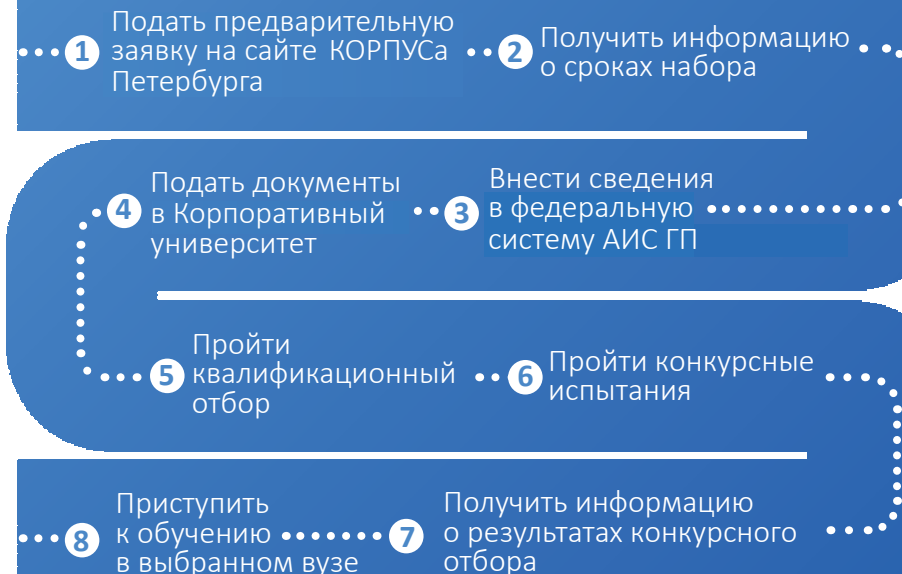 1
Подать предварительную
заявку на сайте КОРПУСа
Петербурга
2
Получить информацию
о сроках набора
3
Внести сведения
в федеральную
систему АИС ГП
4
Подать документы
в Корпоративный
университет
5
Пройти
квалификационный
отбор
6
Пройти конкурсные
испытания
7
Получить информацию
о результатах конкурсного
отбора
8
Приступить
к обучению
в выбранном вузе